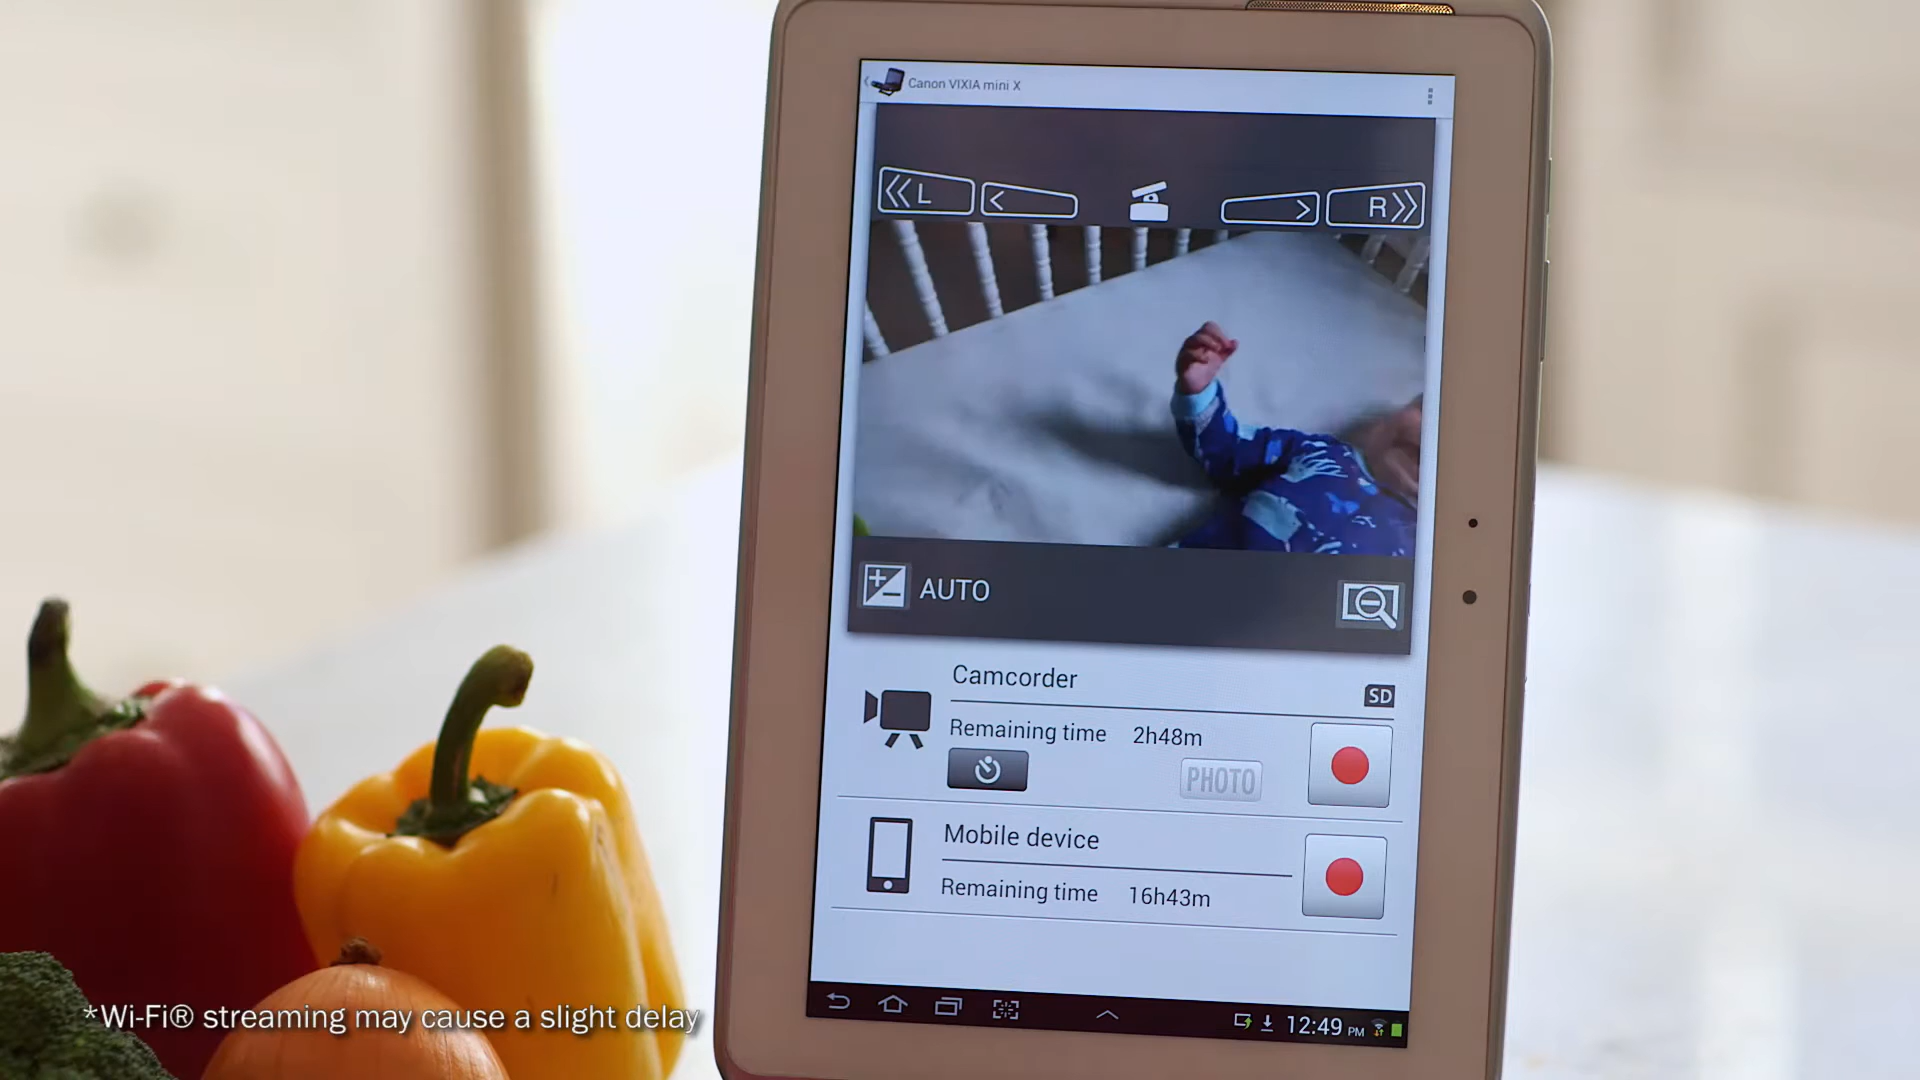 Canon VIXIA mini X
L
R
AUTO
Camcorder
SD
Remaining time 2h48m
PHOTO
Mobile device
Remaining time 16h43m
12:49 PM
*Wi-Fi® streaming may cause a slight delay